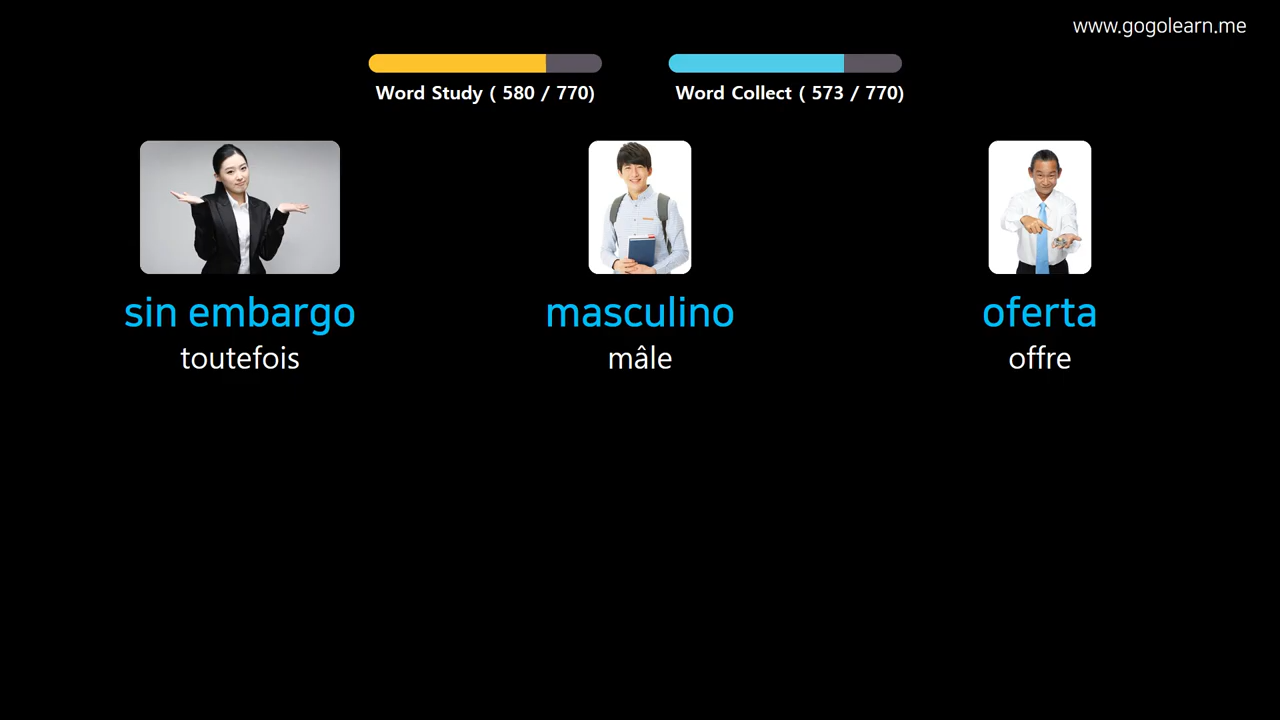 www.gogolearn.me
Word Study ( 580 / 770)
Word Collect ( 573 / 770)
sin embargo
toutefois
masculino
mâle
oferta
offre